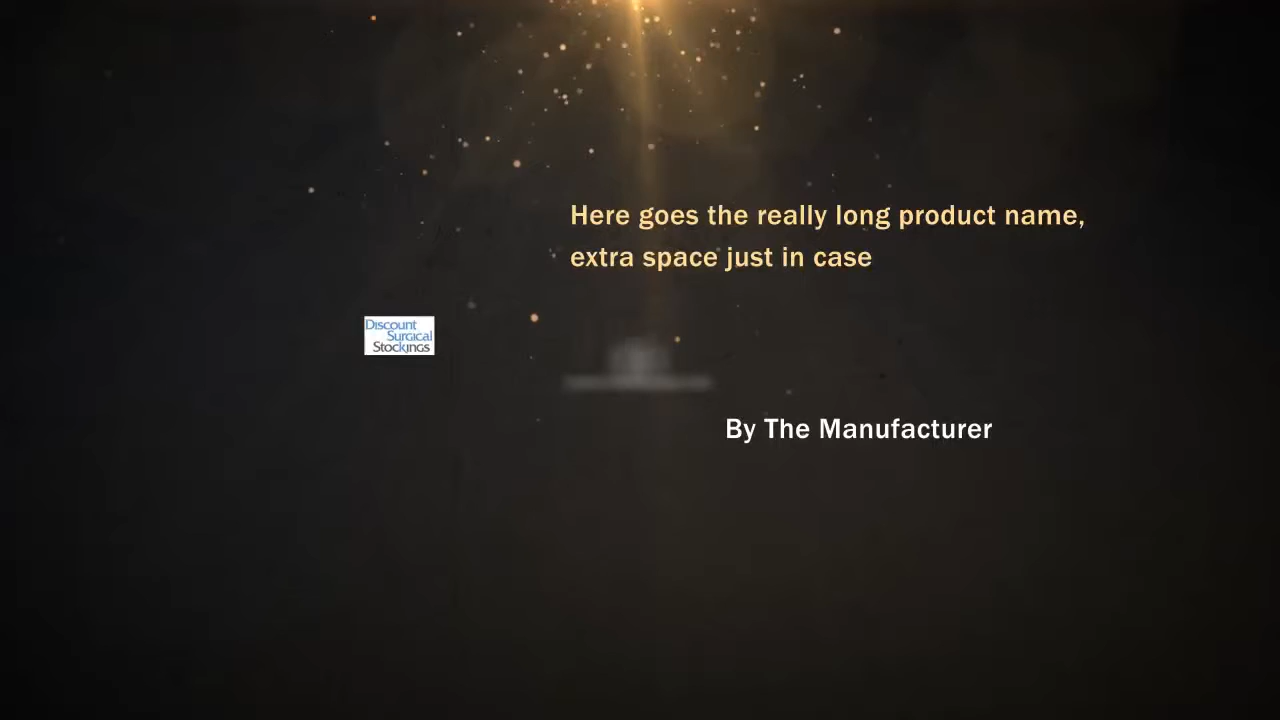 Here goes the really long product name,
extra space just in case
Discount
Surgical
Stockings
By The Manufacturer